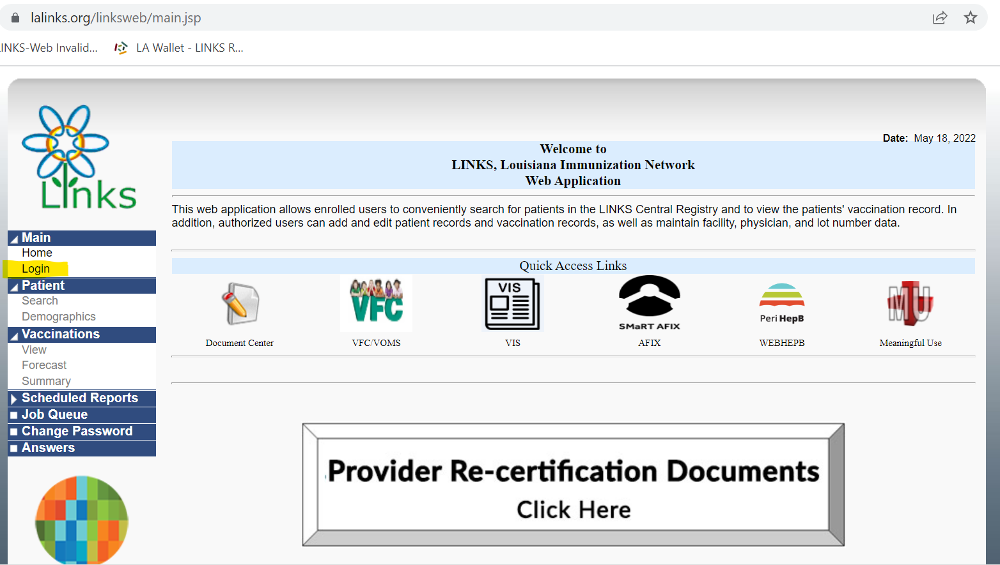 lalinks.org/linksweb/main.jsp
INKS-Web Invalid...
LA Wallet - LINKS R...
Links
Date: May 18, 2022
Welcome to
LINKS, Louisiana Immunization Network
Web Application
This web application allows enrolled users to conveniently search for patients in the LINKS Central Registry and to view the patients' vaccination record. In
addition, authorized users can add and edit patient records and vaccination records, as well as maintain facility, physician, and lot number data.
Main
Home
Login
Patient
Search
Demographics
Vaccinations
View
Forecast
Summary
Scheduled Reports
Job Queue
Change Password
Answers
Quick Access Links
VFC
VIS
SMaRT AFIX
Peri HepB
MU
Document Center
VFC/VOMS
VIS
AFIX
WEBHEPB
Meaningful Use
Provider Re-certification Documents
Click Here